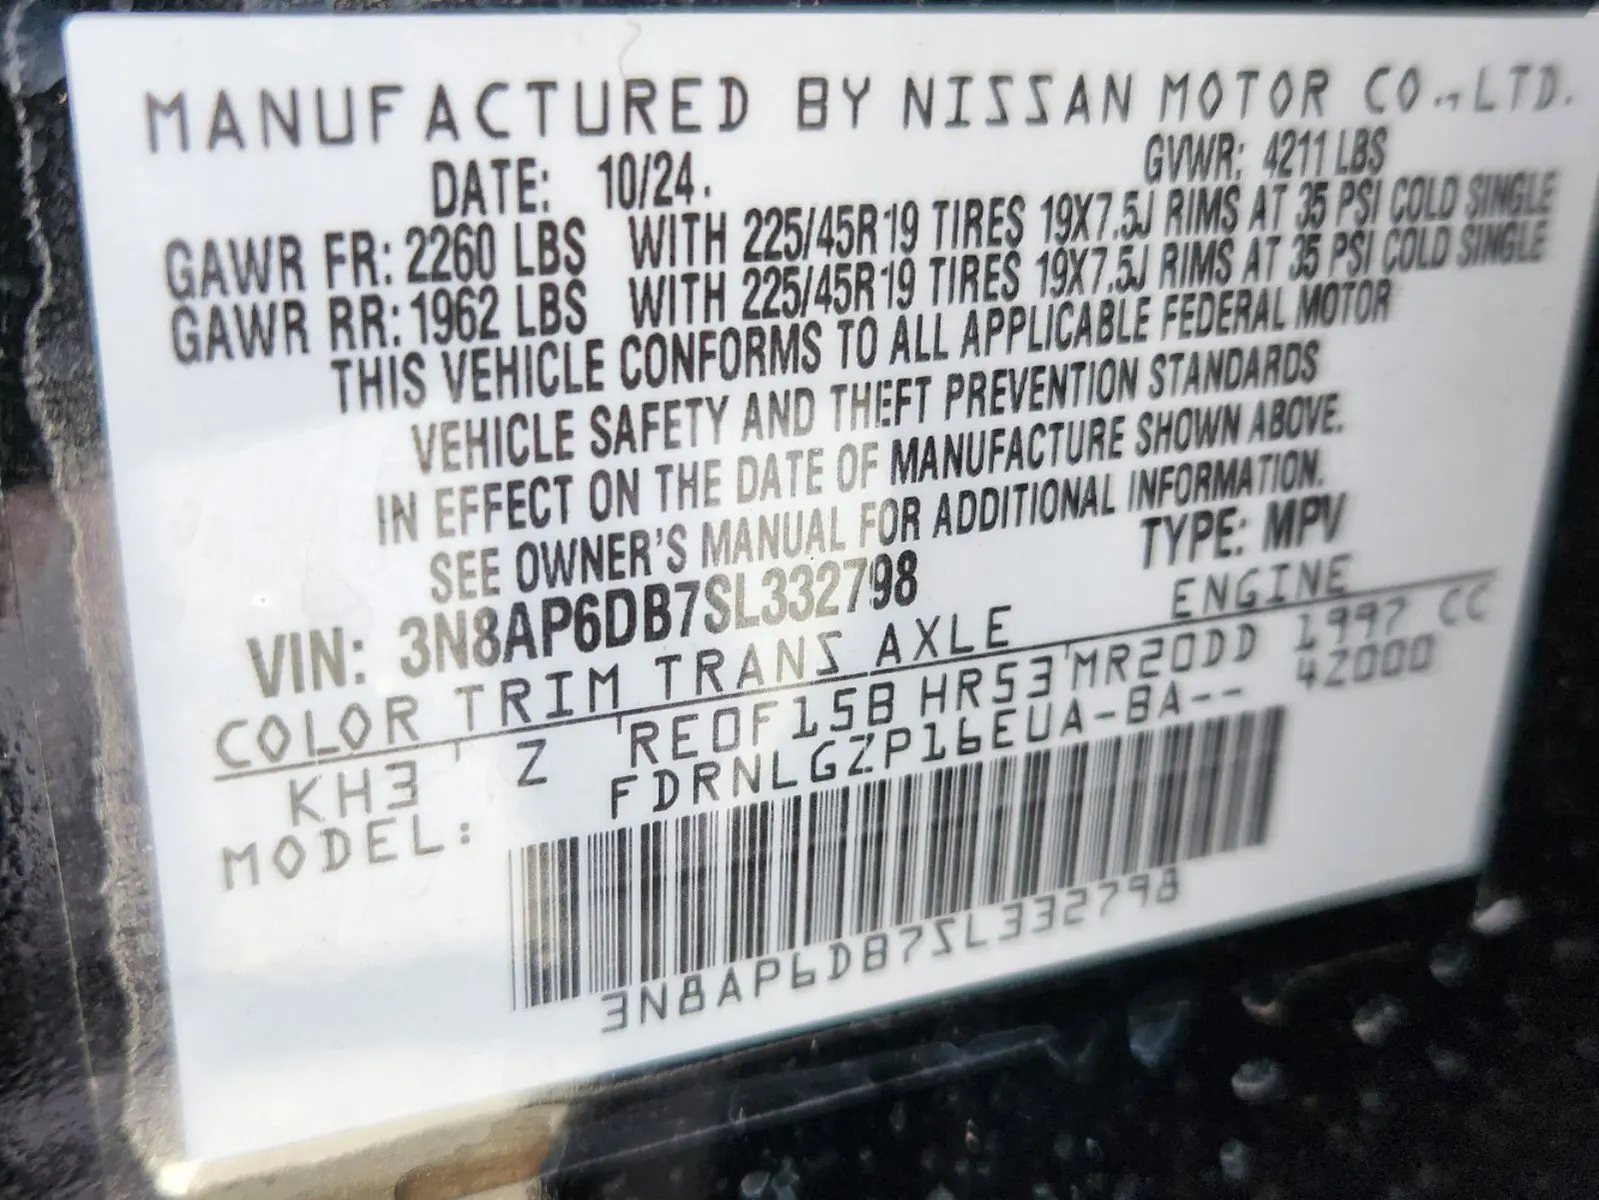 MANUFACTURED BY NISSAN MOTOR CO., LTD.
DATE: 10/24. GVWR: 4211 LBS
GAWR FR: 2260 LBS WITH 225/45R19 TIRES 19X7.5J RIMS AT 35 PSI COLD SINGLE
GAWR RR: 1962 LBS WITH 225/45R19 TIRES 19X7.5J RIMS AT 35 PSI COLD SINGLE
THIS VEHICLE CONFORMS TO ALL APPLICABLE FEDERAL MOTOR
VEHICLE SAFETY AND THEFT PREVENTION STANDARDS
IN EFFECT ON THE DATE OF MANUFACTURE SHOWN ABOVE.
SEE OWNER'S MANUAL FOR ADDITIONAL INFORMATION.
VIN: 3N8AP6DB7SL332798 TYPE: MPV
COLOR TRIM TRANS AXLE ENGINE
KH3 Z RE0F15B HR53 MR20DD 1997 CC
MODEL: FDRNLGZP16EUA-BA-- 4Z000
3N8AP6DB7SL332798